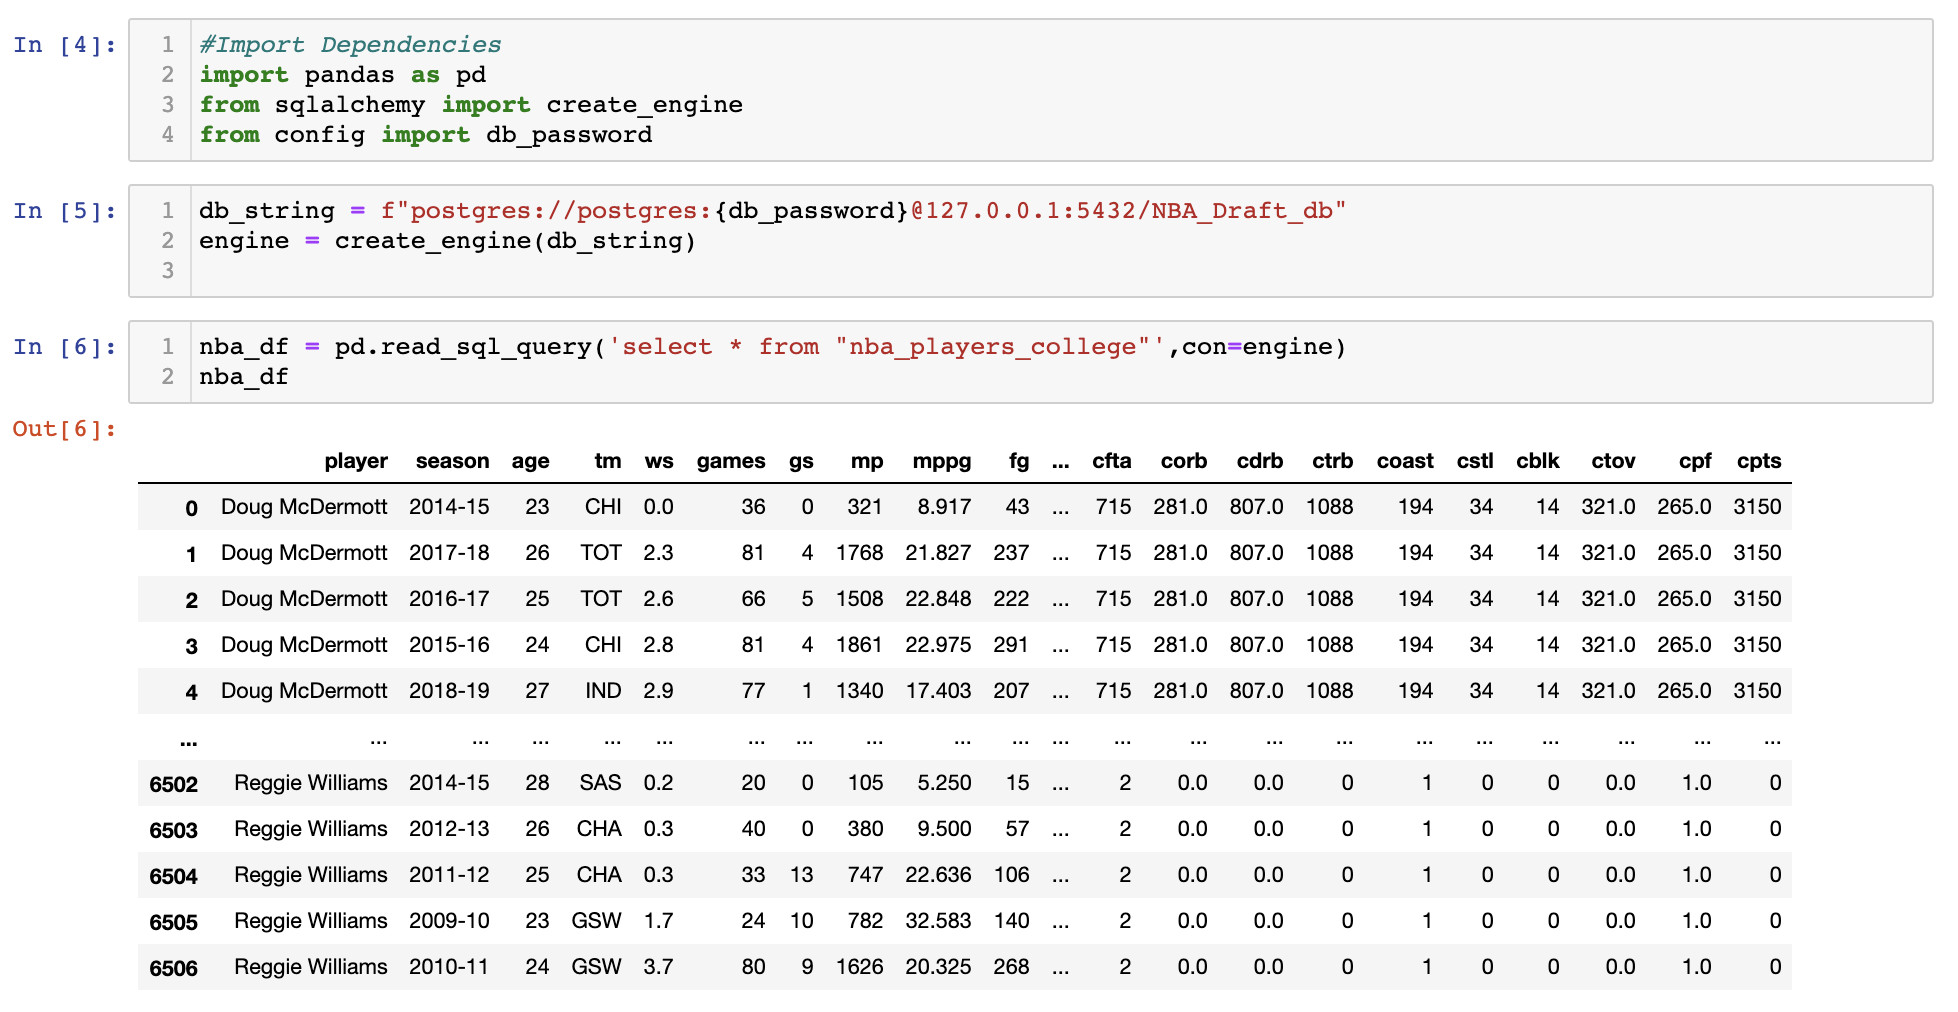 In [4]:
1 #Import Dependencies
2 import pandas as pd
3 from sqlalchemy import create_engine
4 from config import db_password
In [5]:
1 db_string = f"postgres://postgres:{db_password}@127.0.0.1:5432/NBA_Draft_db"
2 engine = create_engine(db_string)
3
In [6]:
1 nba_df = pd.read_sql_query('select * from "nba_players_college"',con=engine)
2 nba_df
Out[6]:
player season age tm ws games gs mp mppg fg ... cfta corb cdrb ctrb coast cstl cblk ctov cpf cpts
0 Doug McDermott 2014-15 23 CHI 0.0 36 0 321 8.917 43 ... 715 281.0 807.0 1088 194 34 14 321.0 265.0 3150
1 Doug McDermott 2017-18 26 TOT 2.3 81 4 1768 21.827 237 ... 715 281.0 807.0 1088 194 34 14 321.0 265.0 3150
2 Doug McDermott 2016-17 25 TOT 2.6 66 5 1508 22.848 222 ... 715 281.0 807.0 1088 194 34 14 321.0 265.0 3150
3 Doug McDermott 2015-16 24 CHI 2.8 81 4 1861 22.975 291 ... 715 281.0 807.0 1088 194 34 14 321.0 265.0 3150
4 Doug McDermott 2018-19 27 IND 2.9 77 1 1340 17.403 207 ... 715 281.0 807.0 1088 194 34 14 321.0 265.0 3150
... ... ... ... ... ... ... ... ... ... ... ... ... ... ... ... ... ... ... ... ... ...
6502 Reggie Williams 2014-15 28 SAS 0.2 20 0 105 5.250 15 ... 2 0.0 0.0 0 1 0 0 0.0 1.0 0
6503 Reggie Williams 2012-13 26 CHA 0.3 40 0 380 9.500 57 ... 2 0.0 0.0 0 1 0 0 0.0 1.0 0
6504 Reggie Williams 2011-12 25 CHA 0.3 33 13 747 22.636 106 ... 2 0.0 0.0 0 1 0 0 0.0 1.0 0
6505 Reggie Williams 2009-10 23 GSW 1.7 24 10 782 32.583 140 ... 2 0.0 0.0 0 1 0 0 0.0 1.0 0
6506 Reggie Williams 2010-11 24 GSW 3.7 80 9 1626 20.325 268 ... 2 0.0 0.0 0 1 0 0 0.0 1.0 0